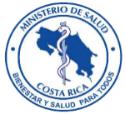 MINISTERIO DE SALUD
COSTA RICA
BIENESTAR Y SALUD PARA TODOS